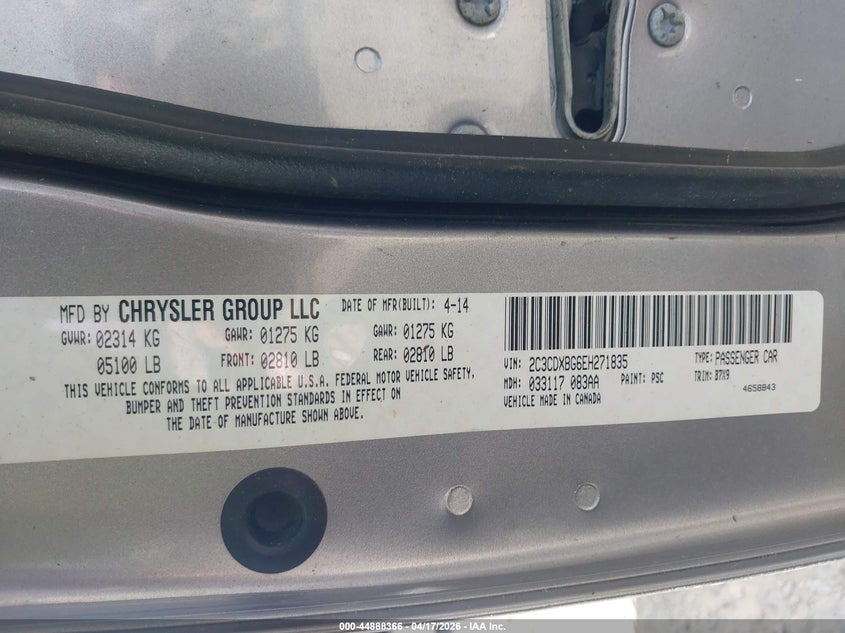 MFD BY CHRYSLER GROUP LLC DATE OF MFR(BUILT): 4-14
GVWR: 02314 KG GAWR: 01275 KG GAWR: 01275 KG
05100 LB FRONT: 02810 LB REAR: 02810 LB
THIS VEHICLE CONFORMS TO ALL APPLICABLE U.S.A. FEDERAL MOTOR VEHICLE SAFETY,
BUMPER AND THEFT PREVENTION STANDARDS IN EFFECT ON
THE DATE OF MANUFACTURE SHOWN ABOVE.
VIN: 2C3CDXBG6EH271835 TYPE: PASSENGER CAR
MDH: 033117 083AA PAINT: PSC TRIM: B7X9
VEHICLE MADE IN CANADA 4658843
000-44888366 - 04/17/2026 - IAA Inc.